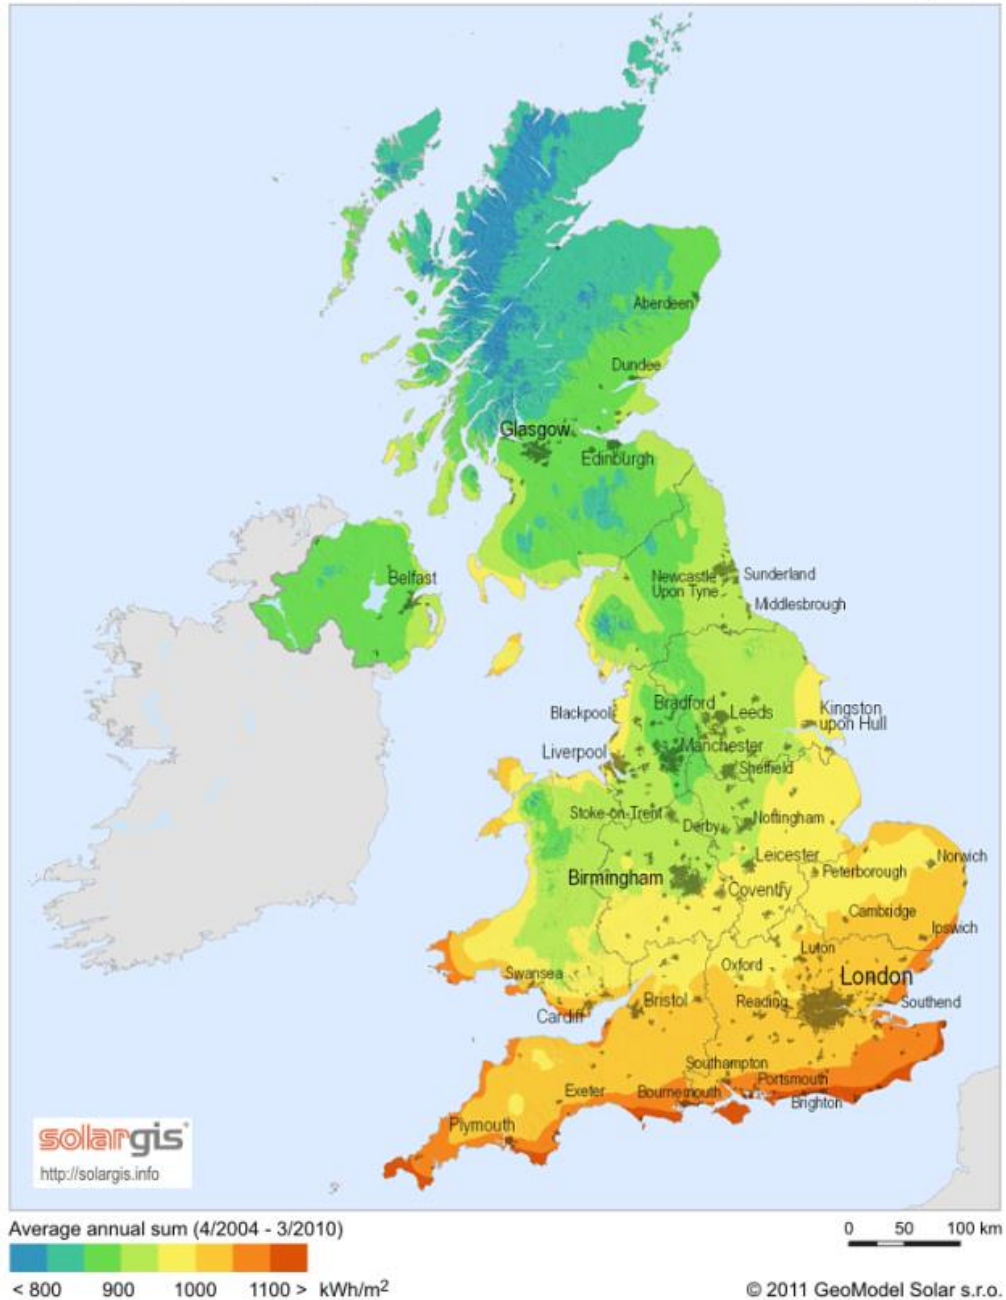 Aberdeen
Dundee
Glasgow
Edinburgh
Belfast
Newcastle
Upon Tyne
Sunderland
Middlesbrough
Bradford
Leeds
Kingston
upon Hull
Blackpool
Liverpool
Manchester
Sheffield
Stoke-on-Trent
Derby
Nottingham
Leicester
Norwich
Peterborough
Birmingham
Coventry
Cambridge
Ipswich
Luton
Oxford
Swansea
London
Bristol
Reading
Southend
Cardiff
Southampton
Portsmouth
Exeter
Bournemouth
Brighton
Plymouth
solargis
http://solargis.info
Average annual sum (4/2004 - 3/2010)
0 50 100 km
< 800 900 1000 1100 > kWh/m2
© 2011 GeoModel Solar s.r.o.